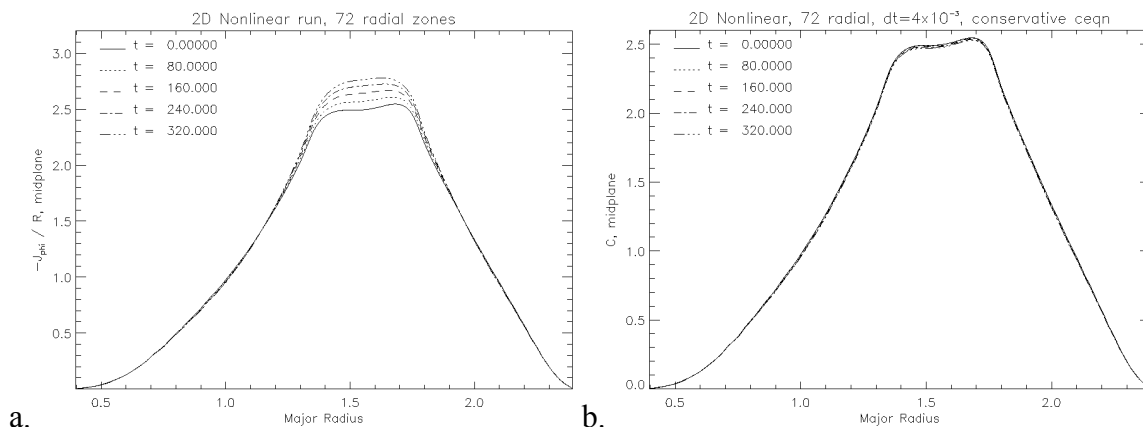 2D Nonlinear run, 72 radial zones
3.0
2.5
2.0
1.5
1.0
0.5
t = 0.00000
t = 80.0000
t = 160.000
t = 240.000
t = 320.000
-J_phi / R, midplane
0.5 1.0 1.5 2.0
Major Radius
a.
2D Nonlinear, 72 radial, dt=4x10⁻³, conservative ceqn
2.5
2.0
1.5
1.0
0.5
0.0
t = 0.00000
t = 80.0000
t = 160.000
t = 240.000
t = 320.000
C, midplane
0.5 1.0 1.5 2.0
Major Radius
b.